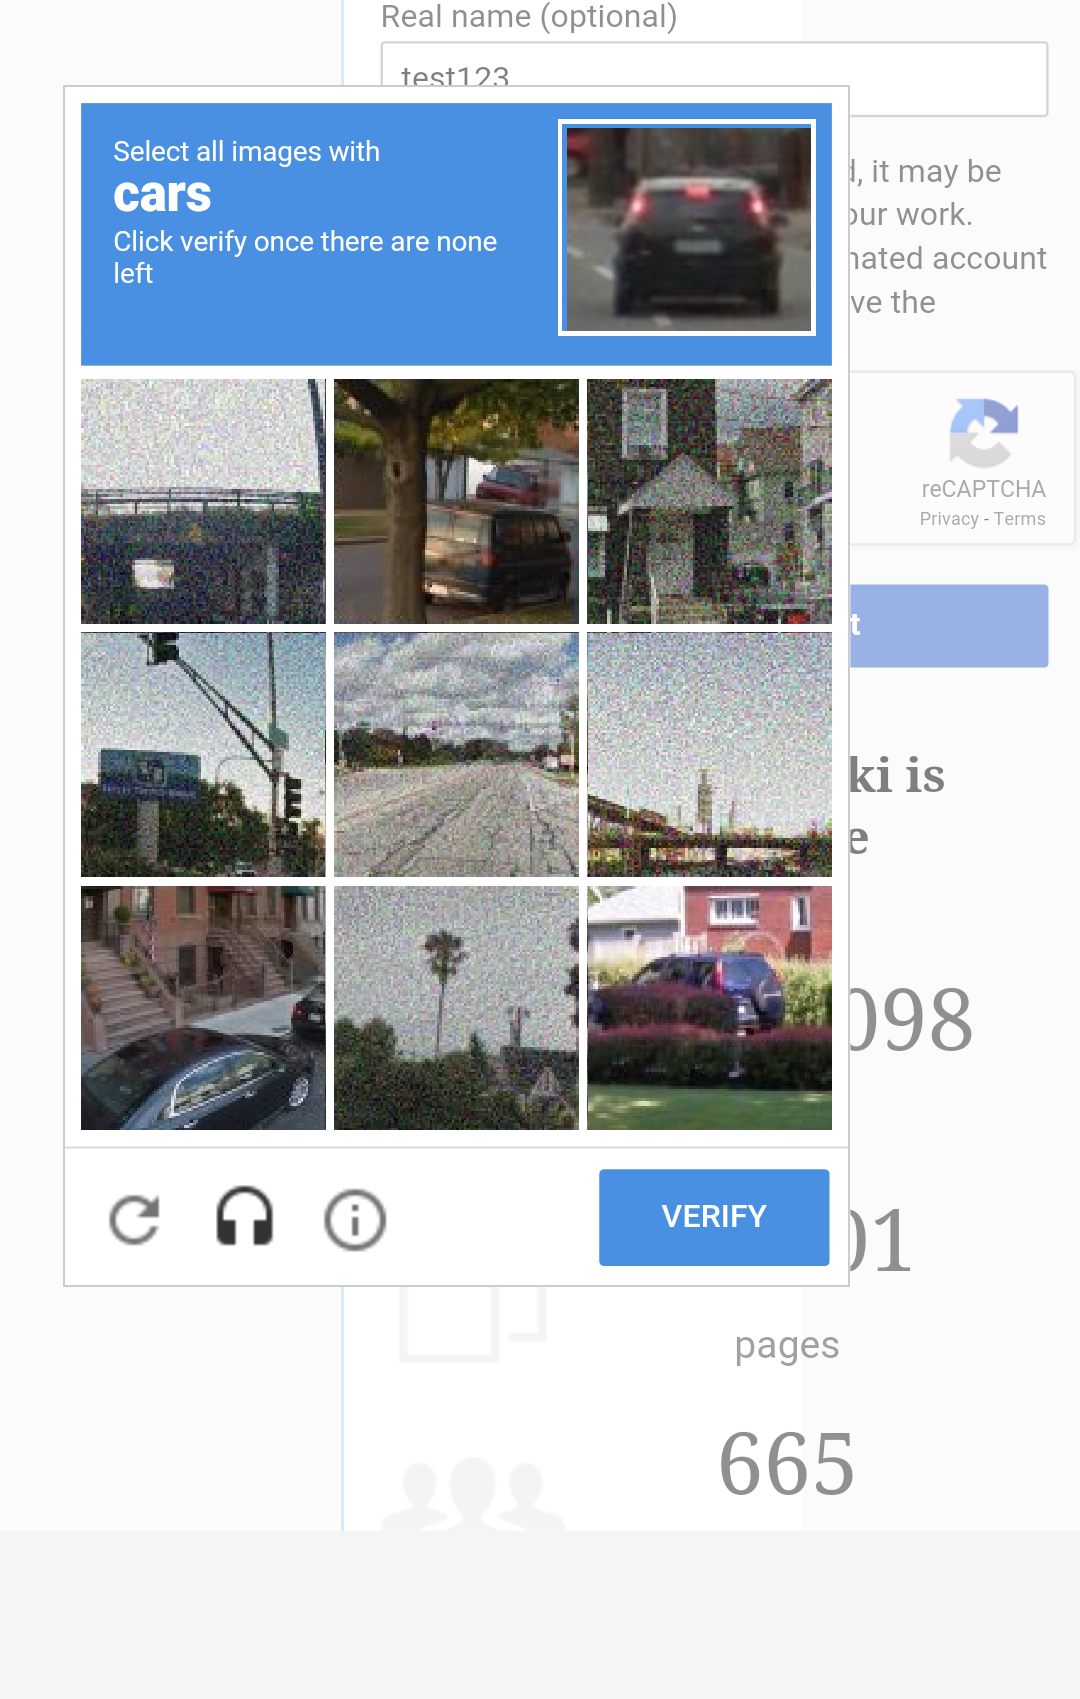 Real name (optional)
test123
Select all images with
cars
Click verify once there are none
left
d, it may be
our work.
nated account
ve the
reCAPTCHA
Privacy - Terms
t
ki is
e
098
01
VERIFY
pages
665